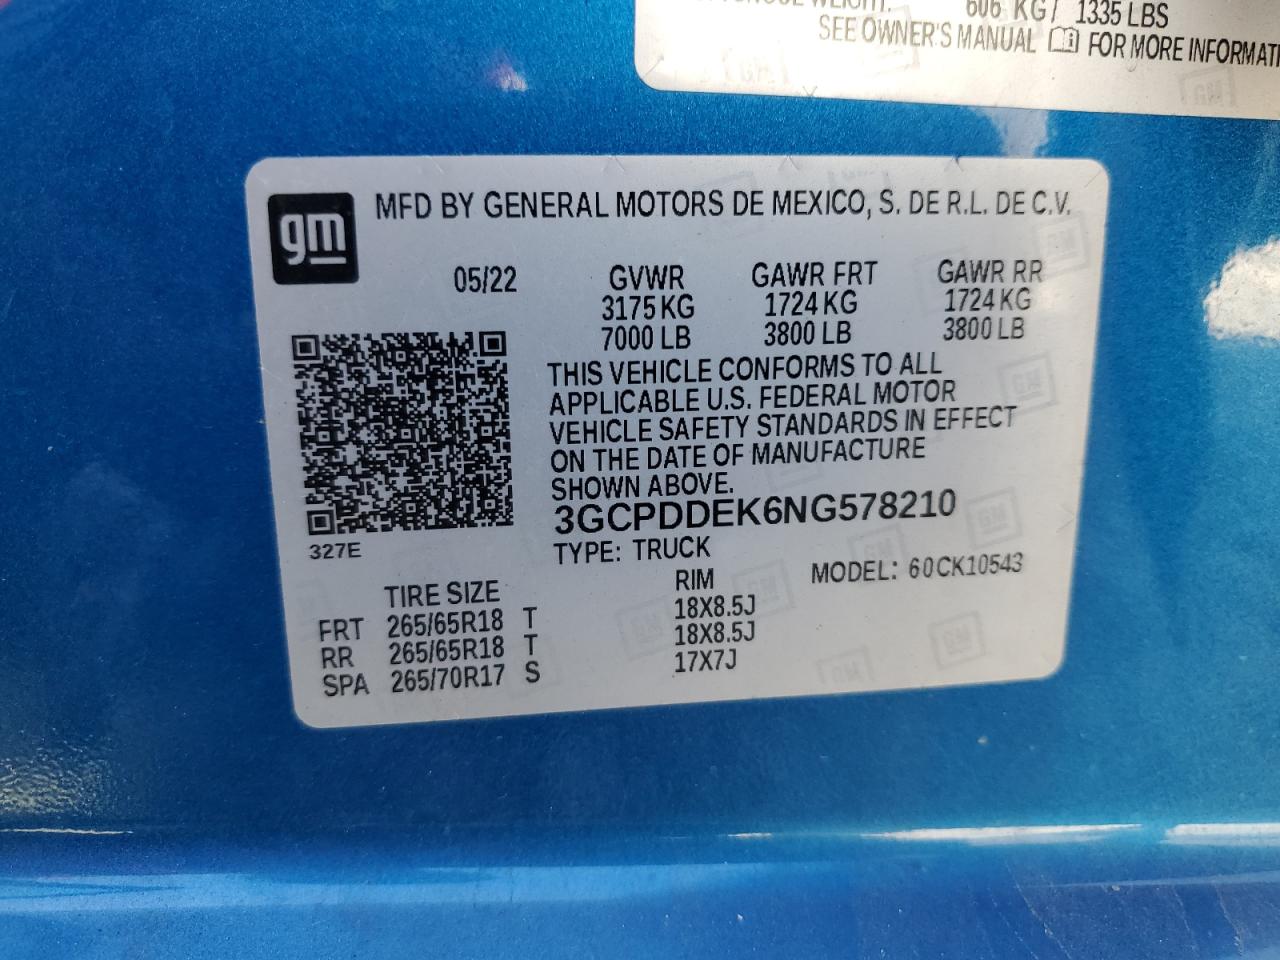 606 KG/ 1335 LBS
SEE OWNER'S MANUAL FOR MORE
gm
MFD BY GENERAL MOTORS DE MEXICO, S. DE R.L. DE C.V.
05/22 GVWR GAWR FRT GAWR RR
3175 KG 1724 KG 1724 KG
7000 LB 3800 LB 3800 LB
THIS VEHICLE CONFORMS TO ALL
APPLICABLE U.S. FEDERAL MOTOR
VEHICLE SAFETY STANDARDS IN EFFECT
ON THE DATE OF MANUFACTURE
SHOWN ABOVE.
3GCPDDEK6NG578210
327E
TYPE: TRUCK MODEL: 60CK10543
TIRE SIZE RIM
FRT 265/65R18 T 18X8.5J
RR 265/65R18 T 18X8.5J
SPA 265/70R17 S 17X7J